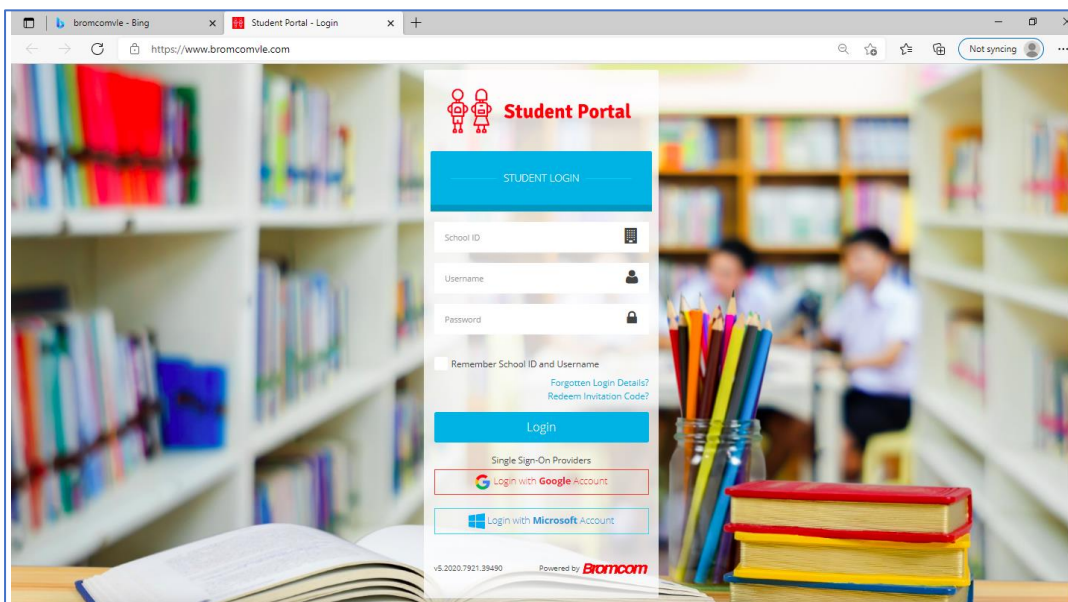 bromcomvle - Bing
Student Portal - Login
https://www.bromcomvle.com
Not syncing
Student Portal
STUDENT LOGIN
School ID
Username
Password
Remember School ID and Username
Forgotten Login Details?
Redeem Invitation Code?
Login
Single Sign-On Providers
Login with Google Account
Login with Microsoft Account
v5.2020.7921.39490 Powered by Bromcom